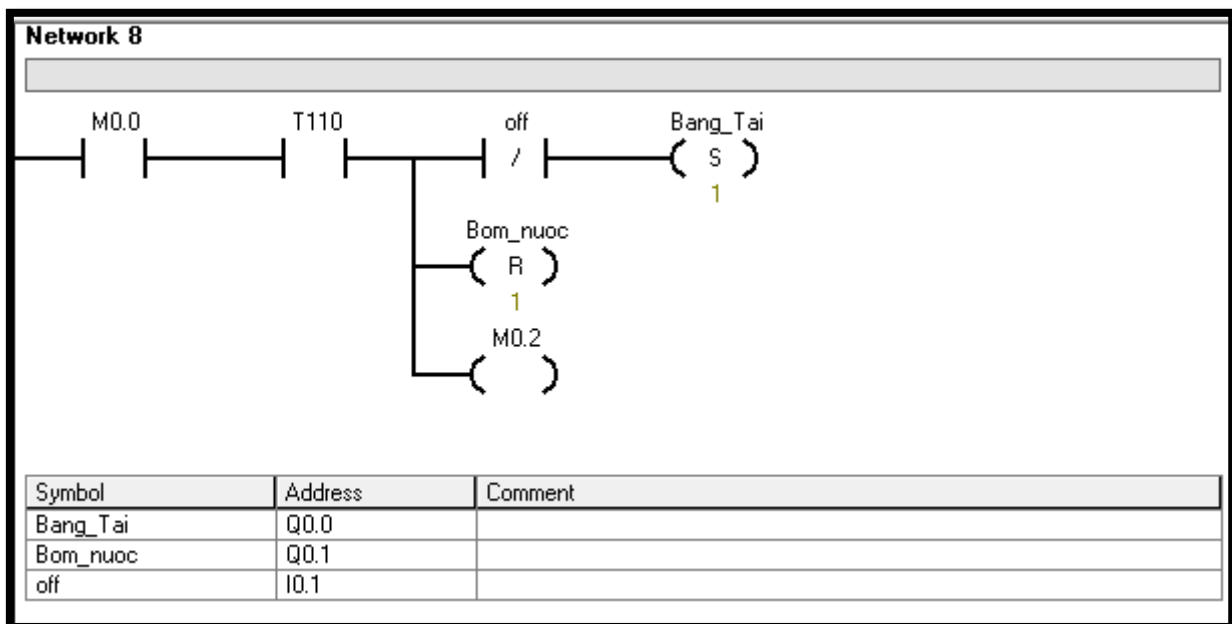 Network 8
M0.0 T110 off Bang_Tai
/ S
1
Bom_nuoc
R
1
M0.2
Symbol Address Comment
Bang_Tai Q0.0
Bom_nuoc Q0.1
off I0.1